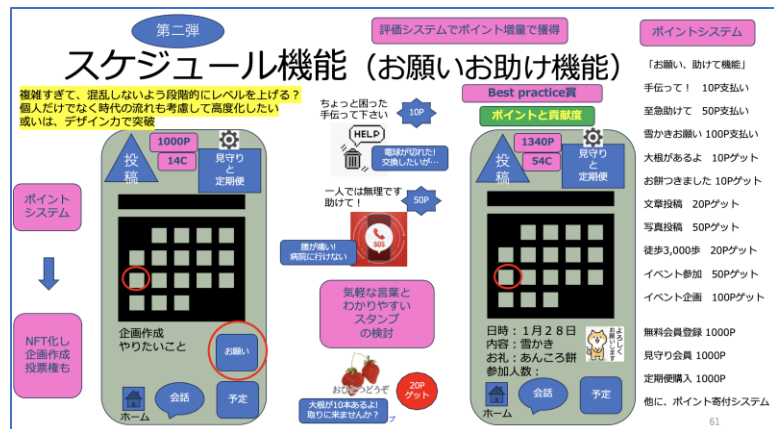 第二弾
評価システムでポイント増量で獲得
スケジュール機能（お願いお助け機能）
複雑すぎて、混乱しないよう段階的にレベルを上げる？
個人だけでなく時代の流れも考慮して高度化したい
或いは、デザイン力で突破
ポイント
システム
NFT化し
企画作成
投票権も
投稿
1000P
14C
見守り
と
定期便
企画作成
やりたいこと
お願い
ホーム
会話
予定
ちょっと困った
手伝って下さい
10P
HELP
電球が切れた！
交換したいが…
一人では無理です
助けて！
50P
SOS
腰が痛い！
病院に行けない
気軽な言葉と
わかりやすい
スタンプ
の検討
どうぞ
大根が10本あるよ！
取りに来ませんか？
20P
ゲット
Best practice賞
ポイントと貢献度
投稿
1340P
54C
見守り
と
定期便
日時：1月28日
内容：雪かき
お礼：あんころ餅
参加人数：
よろしく
お願いします
ホーム
会話
予定
ポイントシステム
「お願い、助けて機能」
手伝って！ 10P支払い
至急助けて 50P支払い
雪かきお願い 100P支払い
大根があるよ 10Pゲット
お餅つきました 10Pゲット
文章投稿 20Pゲット
写真投稿 50Pゲット
徒歩3,000歩 20Pゲット
イベント参加 50Pゲット
イベント企画 100Pゲット
無料会員登録 1000P
見守り会員 1000P
定期便購入 1000P
他に、ポイント寄付システム
61